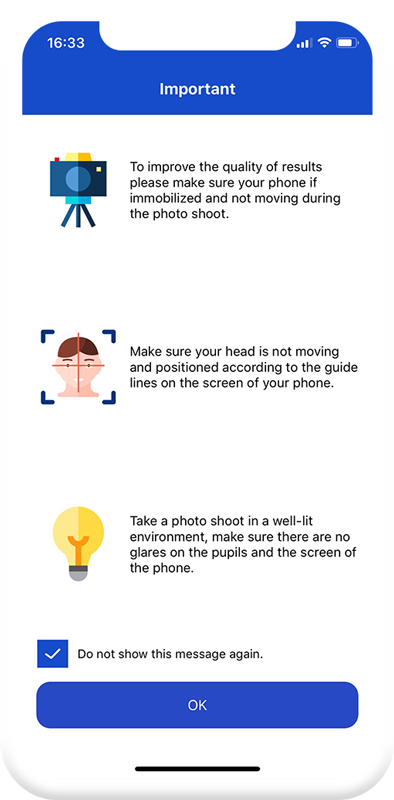 16:33
Important
To improve the quality of results
please make sure your phone if
immobilized and not moving during
the photo shoot.
Make sure your head is not moving
and positioned according to the guide
lines on the screen of your phone.
Take a photo shoot in a well-lit
environment, make sure there are no
glares on the pupils and the screen of
the phone.
Do not show this message again.
OK